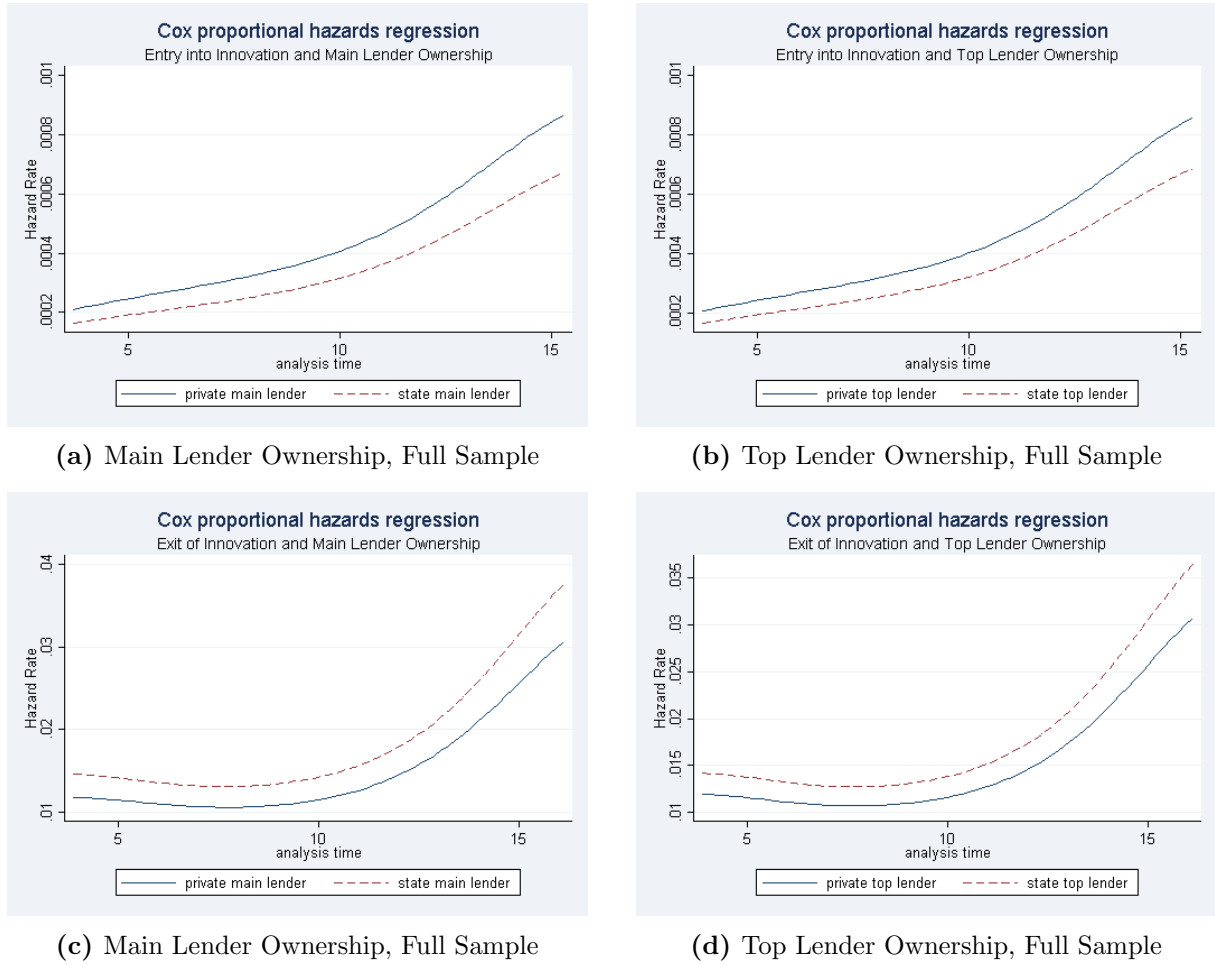 Cox proportional hazards regression
Entry into Innovation and Main Lender Ownership
Hazard Rate
.0002 .0004 .0006 .0008 .001
5 10 15
analysis time
private main lender state main lender
(a) Main Lender Ownership, Full Sample
Cox proportional hazards regression
Entry into Innovation and Top Lender Ownership
Hazard Rate
.0002 .0004 .0006 .0008 .001
5 10 15
analysis time
private top lender state top lender
(b) Top Lender Ownership, Full Sample
Cox proportional hazards regression
Exit of Innovation and Main Lender Ownership
Hazard Rate
.01 .02 .03 .04
5 10 15
analysis time
private main lender state main lender
(c) Main Lender Ownership, Full Sample
Cox proportional hazards regression
Exit of Innovation and Top Lender Ownership
Hazard Rate
.01 .015 .02 .025 .03 .035
5 10 15
analysis time
private top lender state top lender
(d) Top Lender Ownership, Full Sample